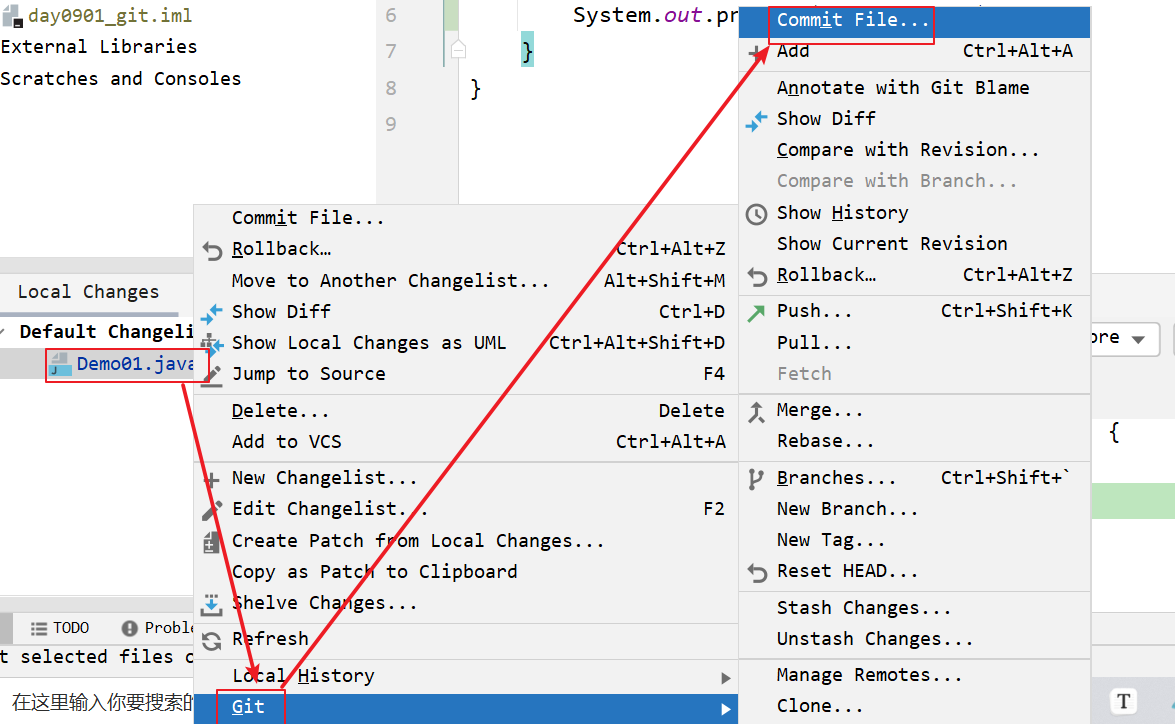 day0901_git.iml
External Libraries
Scratches and Consoles
6
System.out.pr
7
}
8
}
9
Local Changes
Default Changeli
Demo01.java
Commit File...
Rollback… Ctrl+Alt+Z
Move to Another Changelist... Alt+Shift+M
Show Diff Ctrl+D
Show Local Changes as UML Ctrl+Alt+Shift+D
Jump to Source F4
Delete... Delete
Add to VCS Ctrl+Alt+A
New Changelist...
Edit Changelist... F2
Create Patch from Local Changes...
Copy as Patch to Clipboard
Shelve Changes...
Refresh
Local History
Git
Commit File...
Add Ctrl+Alt+A
Annotate with Git Blame
Show Diff
Compare with Revision...
Compare with Branch...
Show History
Show Current Revision
Rollback… Ctrl+Alt+Z
Push... Ctrl+Shift+K
Pull...
Fetch
Merge...
Rebase...
Branches... Ctrl+Shift+`
New Branch...
New Tag...
Reset HEAD...
Stash Changes...
Unstash Changes...
Manage Remotes...
Clone...
ore
{
TODO
Proble
t selected files
在这里输入你要搜索的
T